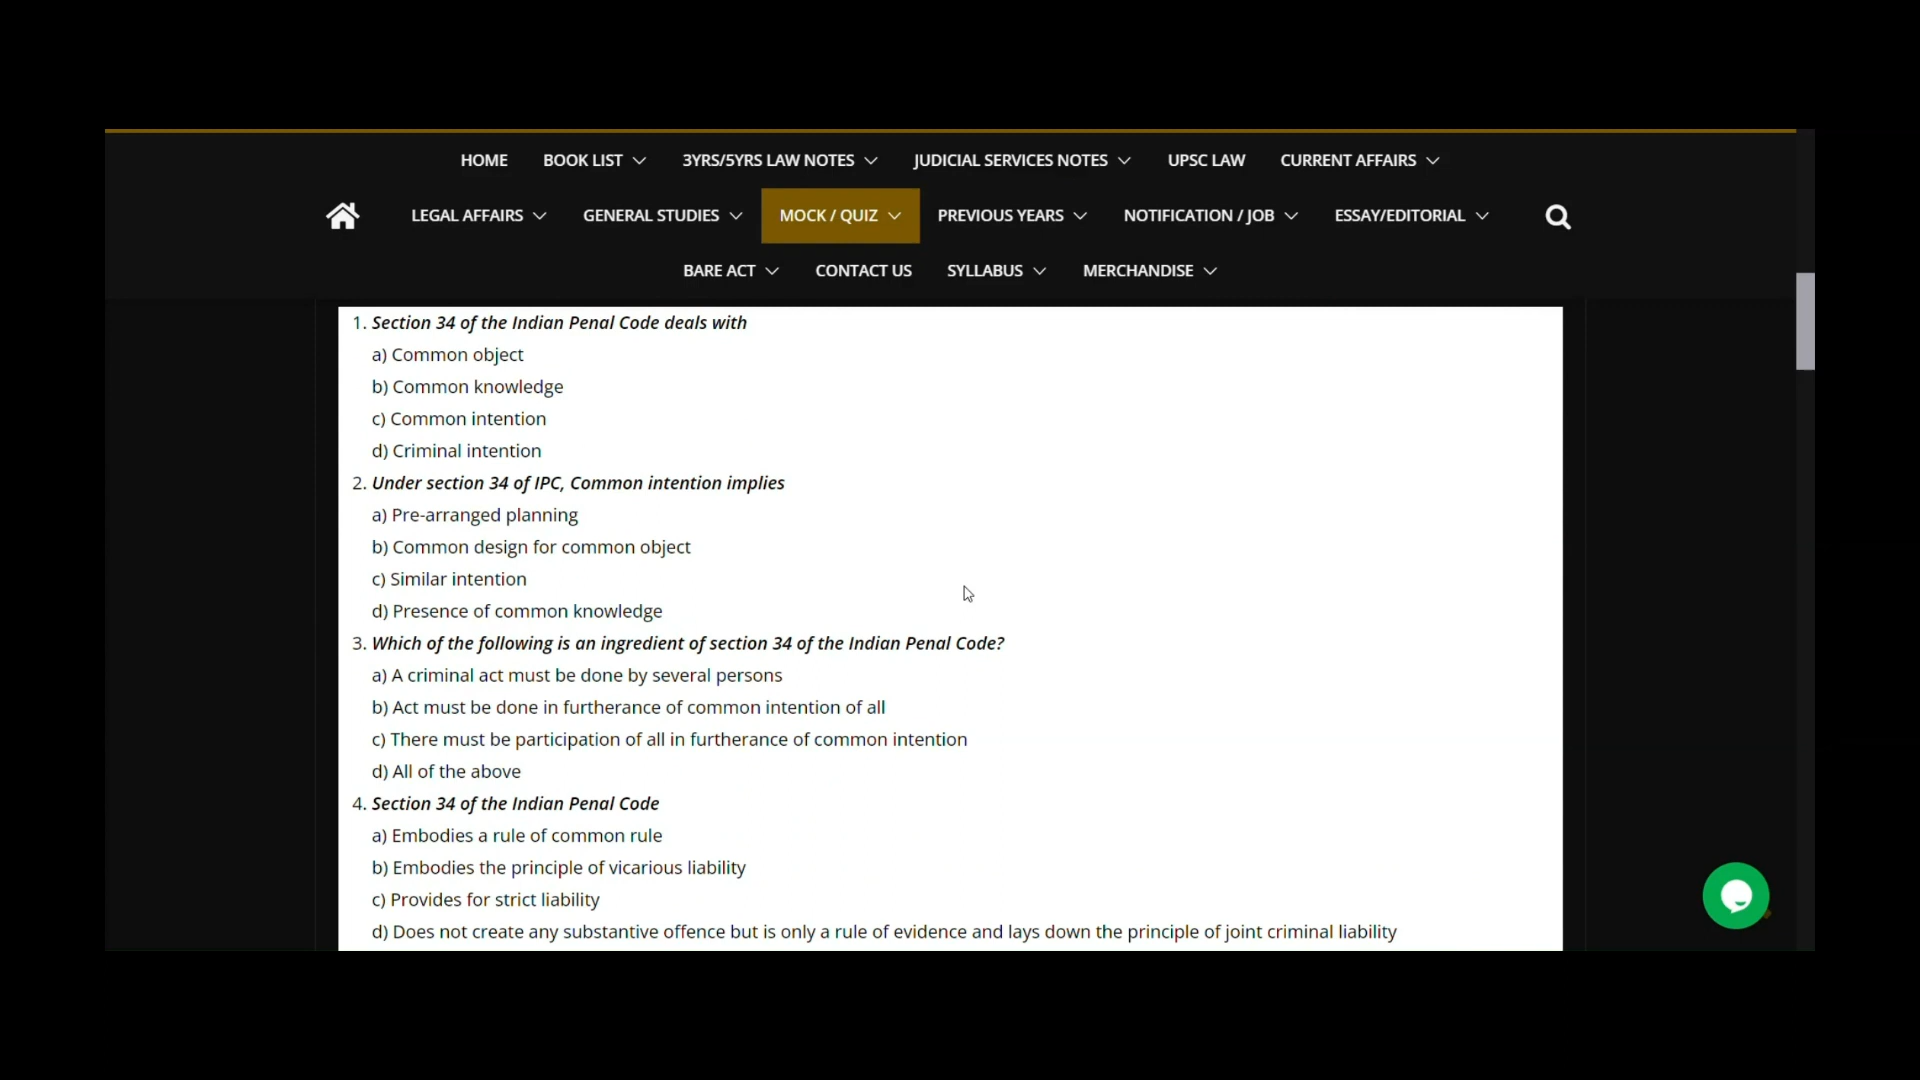 HOME BOOK LIST 3YRS/5YRS LAW NOTES JUDICIAL SERVICES NOTES UPSC LAW CURRENT AFFAIRS
LEGAL AFFAIRS GENERAL STUDIES MOCK / QUIZ PREVIOUS YEARS NOTIFICATION / JOB ESSAY/EDITORIAL
BARE ACT CONTACT US SYLLABUS MERCHANDISE
1. Section 34 of the Indian Penal Code deals with
a) Common object
b) Common knowledge
c) Common intention
d) Criminal intention
2. Under section 34 of IPC, Common intention implies
a) Pre-arranged planning
b) Common design for common object
c) Similar intention
d) Presence of common knowledge
3. Which of the following is an ingredient of section 34 of the Indian Penal Code?
a) A criminal act must be done by several persons
b) Act must be done in furtherance of common intention of all
c) There must be participation of all in furtherance of common intention
d) All of the above
4. Section 34 of the Indian Penal Code
a) Embodies a rule of common rule
b) Embodies the principle of vicarious liability
c) Provides for strict liability
d) Does not create any substantive offence but is only a rule of evidence and lays down the principle of joint criminal liability